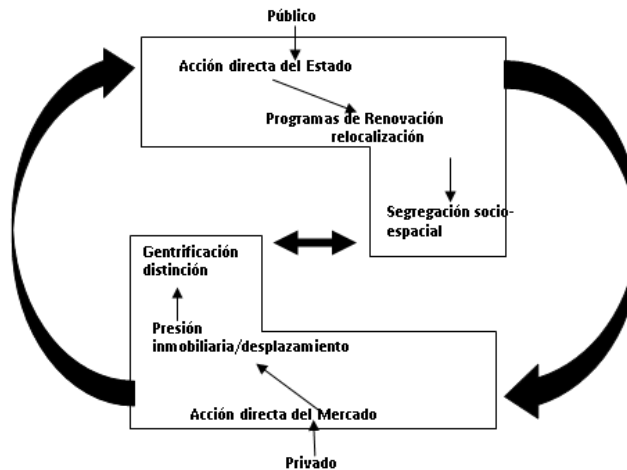 Público
Acción directa del Estado
Programas de Renovación
relocalización
Segregación socio-
espacial
Gentrificación
distinción
Presión
inmobiliaria/desplazamiento
Acción directa del Mercado
Privado